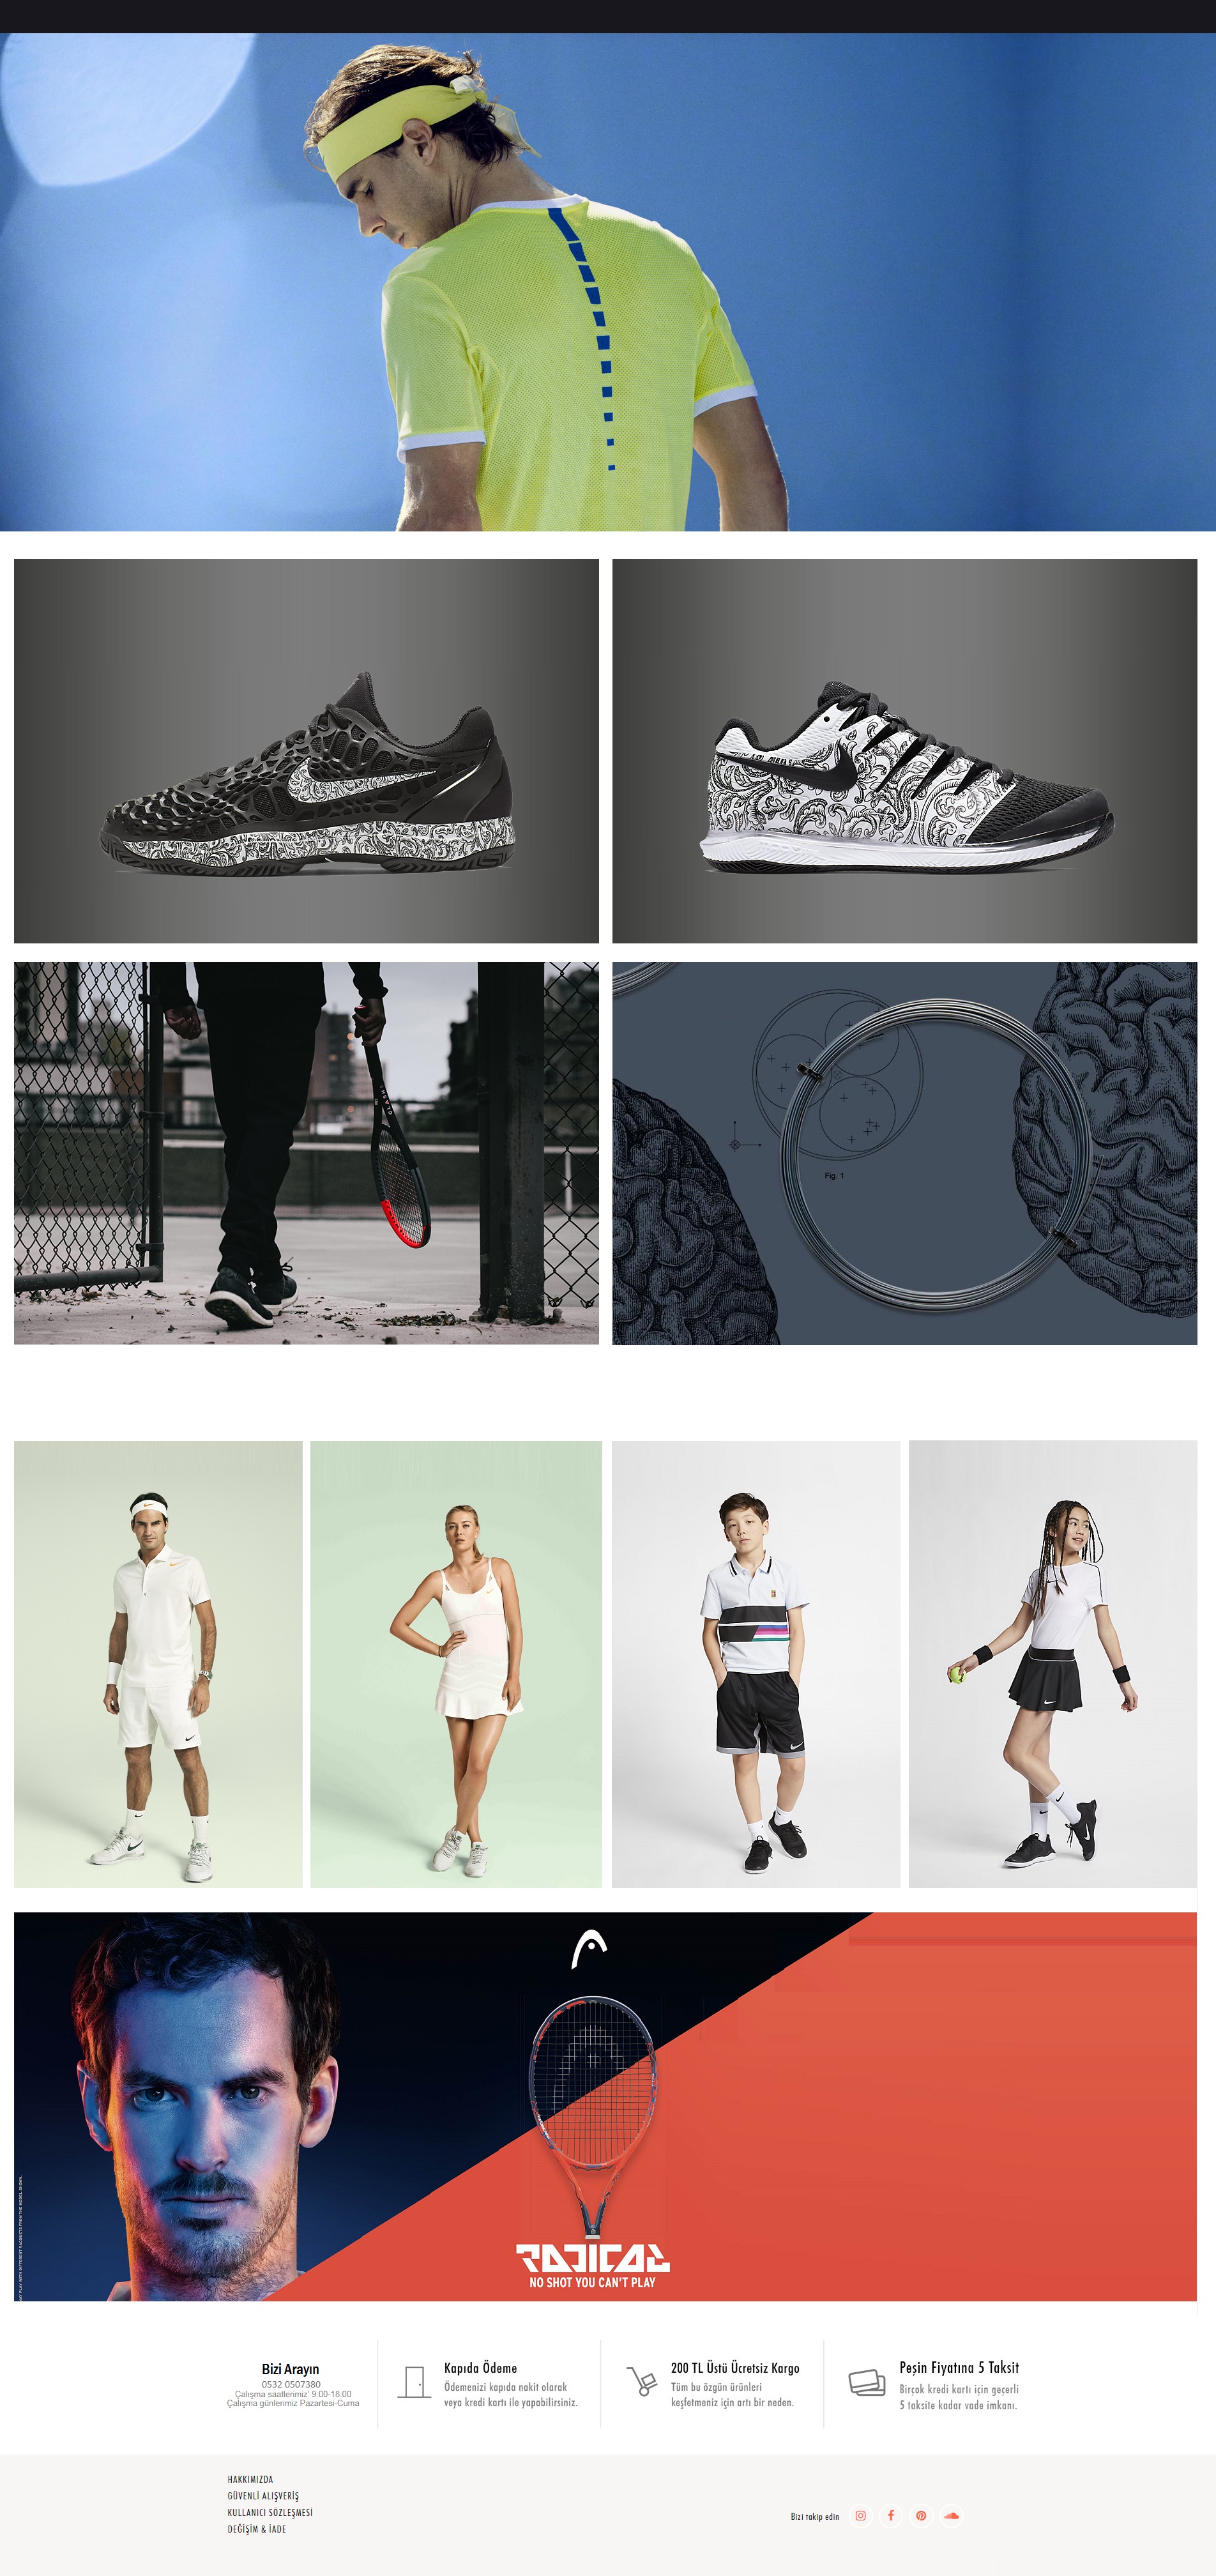 Fig. 1
RADICAL
NO SHOT YOU CAN'T PLAY
Bizi Arayın
0532 0507380
Çalışma saatlerimiz' 9:00-18:00
Çalışma günlerimiz Pazartesi-Cuma
Kapıda Ödeme
Ödemenizi kapıda nakit olarak
veya kredi kartı ile yapabilirsiniz.
200 TL Üstü Ücretsiz Kargo
Tüm bu özgün ürünleri
keşfetmeniz için artı bir neden.
Peşin Fiyatına 5 Taksit
Birçok kredi kartı için geçerli
5 taksite kadar vade imkanı.
HAKKIMIZDA
GÜVENLİ ALIŞVERİŞ
KULLANICI SÖZLEŞMESİ
DEĞİŞİM & İADE
Bizi takip edin